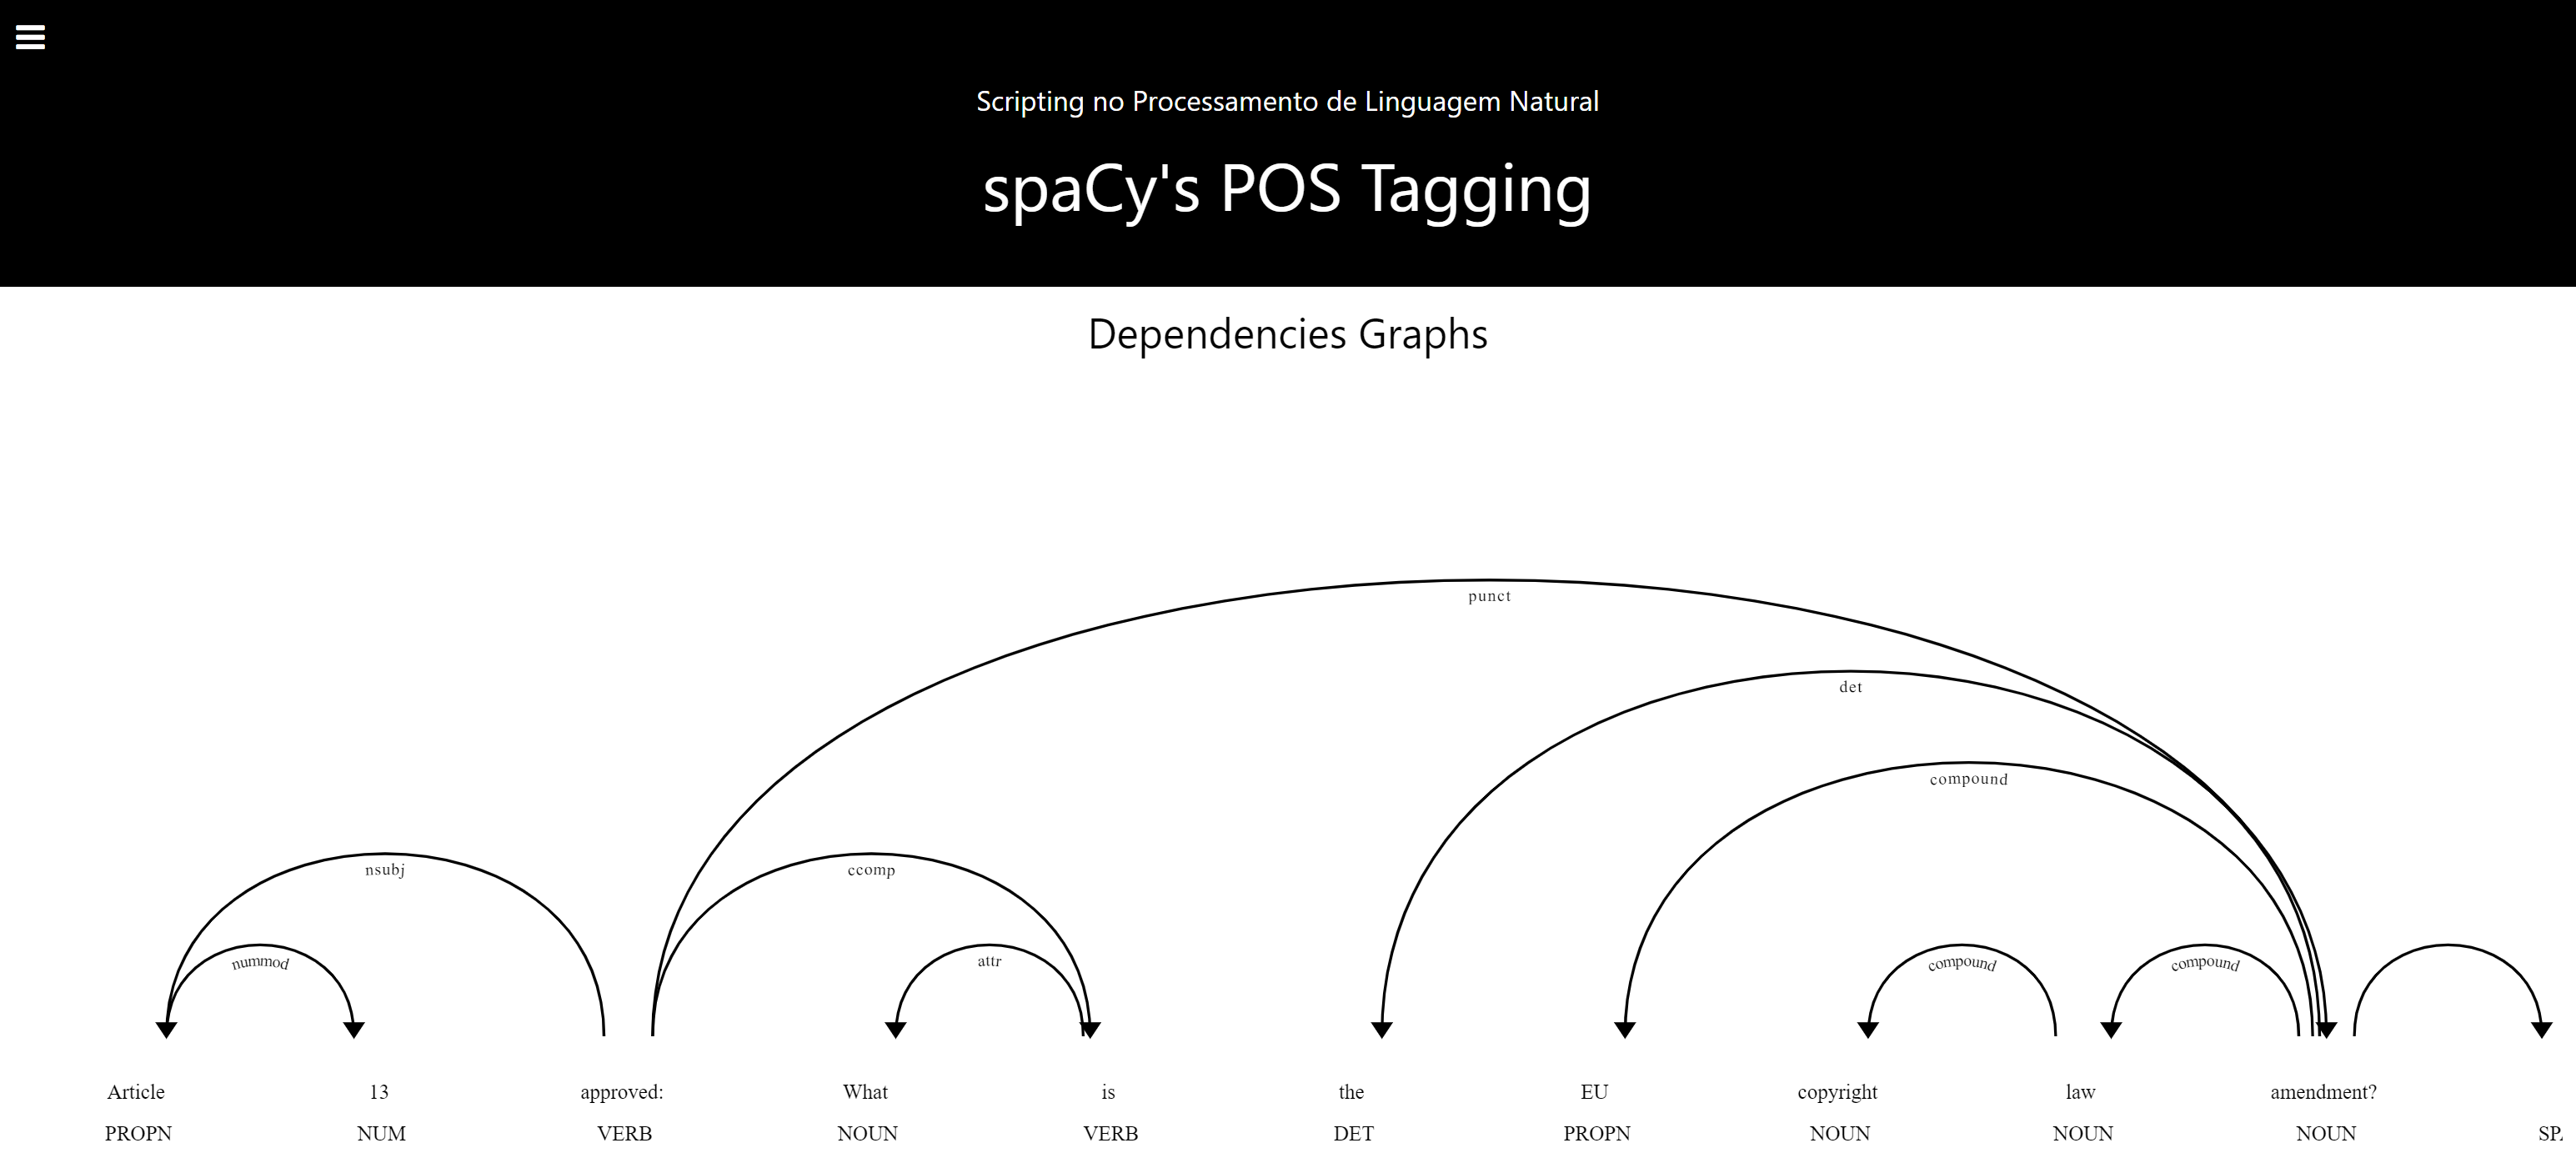 Scripting no Processamento de Linguagem Natural
spaCy's POS Tagging
Dependencies Graphs
punct
det
compound
nsubj ccomp
nummod attr compound compound
Article 13 approved: What is the EU copyright law amendment?
PROPN NUM VERB NOUN VERB DET PROPN NOUN NOUN NOUN